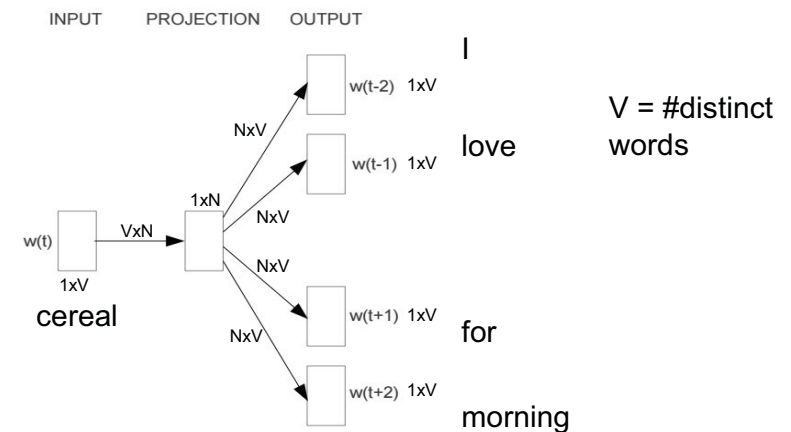 INPUT PROJECTION OUTPUT
I
w(t-2) 1xV
V = #distinct
words
NxV
love
w(t-1) 1xV
1xN
NxV
VxN
w(t)
NxV
1xV
cereal
w(t+1) 1xV
for
NxV
w(t+2) 1xV
morning